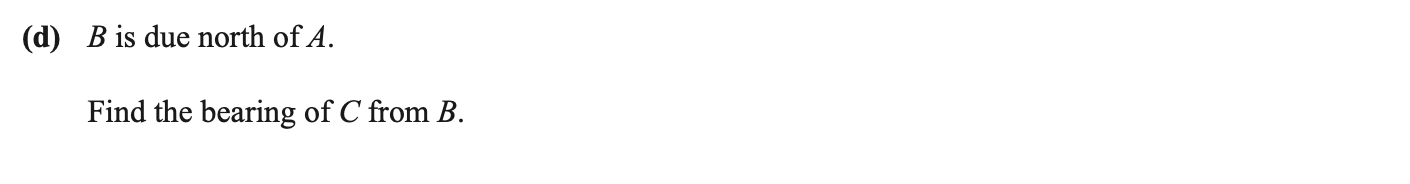 (d) B is due north of A.
Find the bearing of C from B.